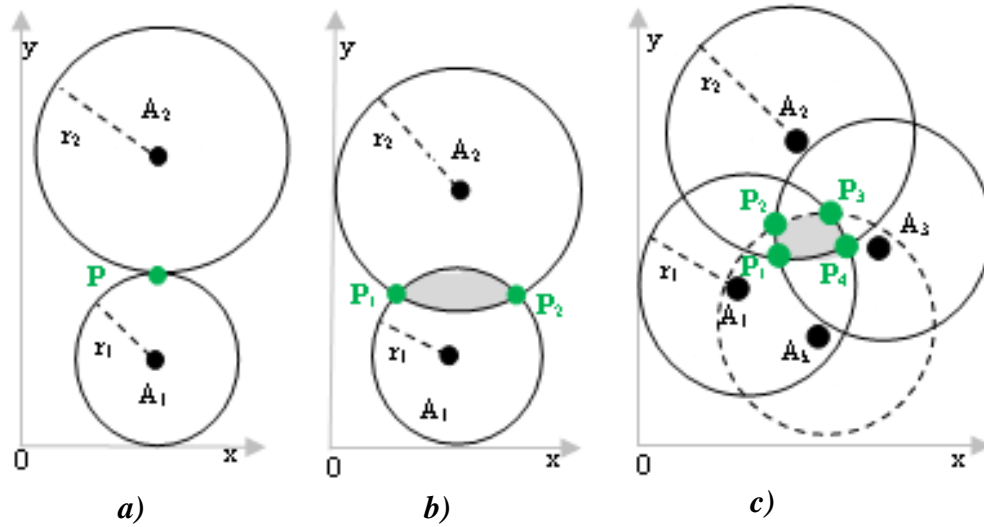 y
A₂
r₂
P
r₁
A₁
0
x
a)
y
A₂
r₂
P₁
P₂
r₁
A₁
0
x
b)
y
r₂
A₂
P₂
P₃
A₃
r₁
P₁
P₄
A₁
A₄
0
x
c)